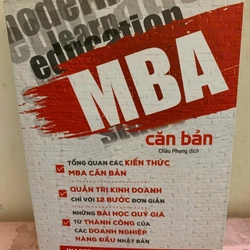 modern
learn
education
MBA
căn bản
Châu Phụng dịch
TỔNG QUAN CÁC KIẾN THỨC
MBA CĂN BẢN
QUẢN TRỊ KINH DOANH
CHỈ VỚI 12 BƯỚC ĐƠN GIẢN
NHỮNG BÀI HỌC QUÝ GIÁ
TỪ THÀNH CÔNG CỦA
CÁC DOANH NGHIỆP
HÀNG ĐẦU NHẬT BẢN